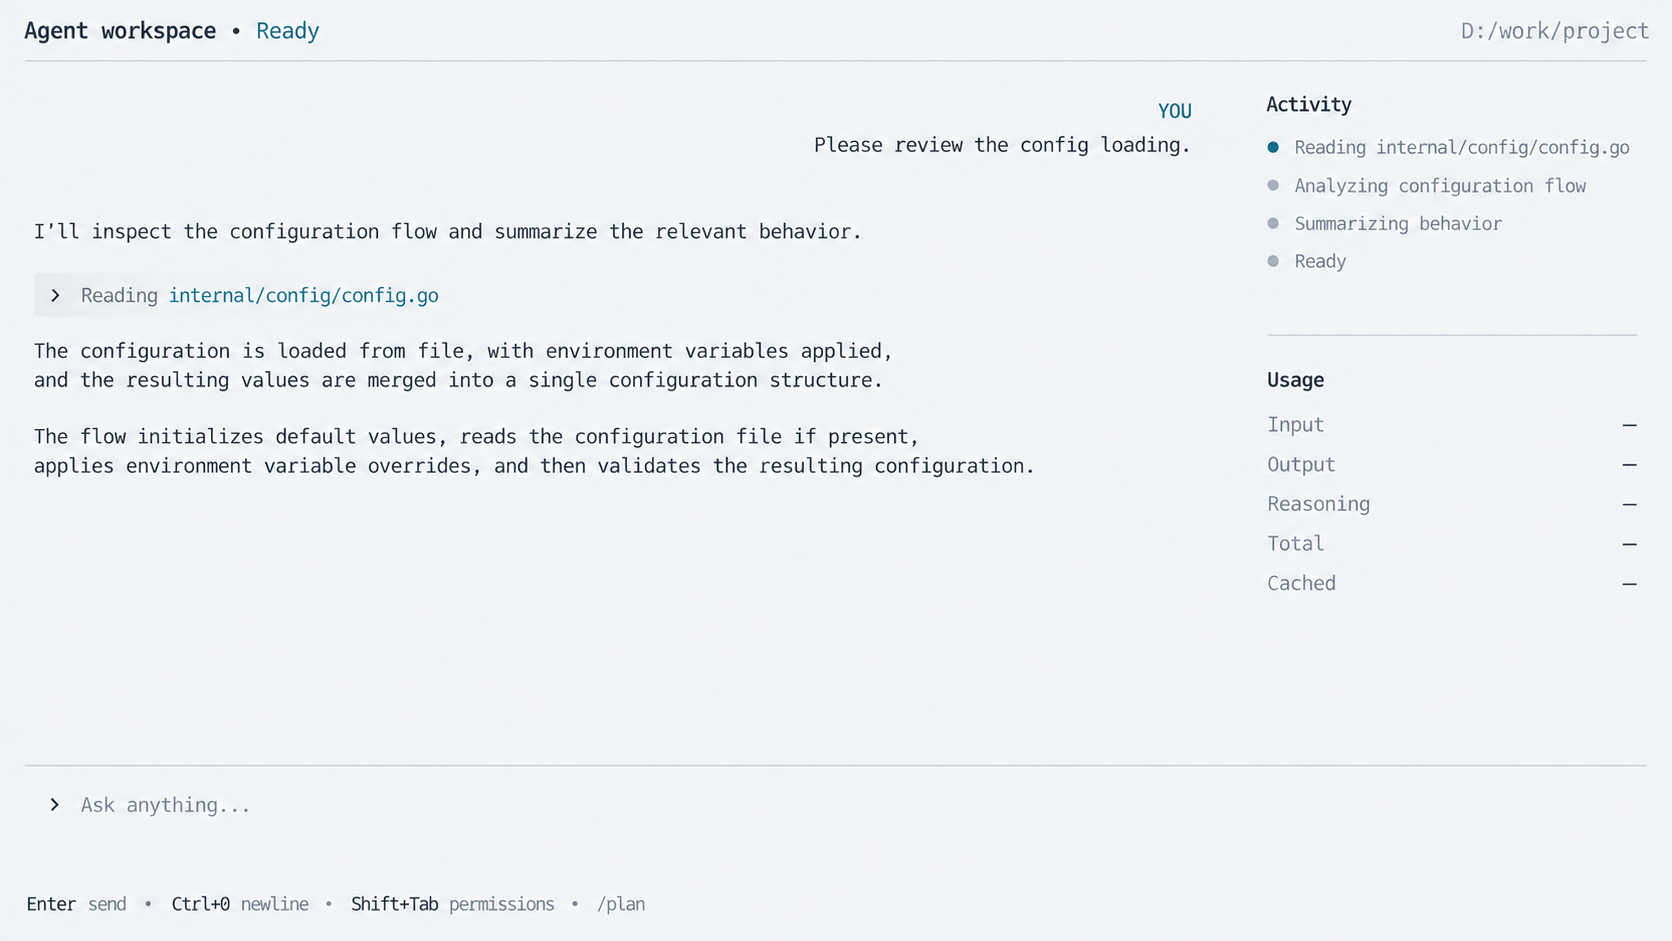 Agent workspace • Ready
D:/work/project
YOU
Please review the config loading.
I'll inspect the configuration flow and summarize the relevant behavior.
> Reading internal/config/config.go
The configuration is loaded from file, with environment variables applied,
and the resulting values are merged into a single configuration structure.
The flow initializes default values, reads the configuration file if present,
applies environment variable overrides, and then validates the resulting configuration.
Activity
● Reading internal/config/config.go
● Analyzing configuration flow
● Summarizing behavior
● Ready
Usage
Input —
Output —
Reasoning —
Total —
Cached —
> Ask anything...
Enter send • Ctrl+0 newline • Shift+Tab permissions • /plan